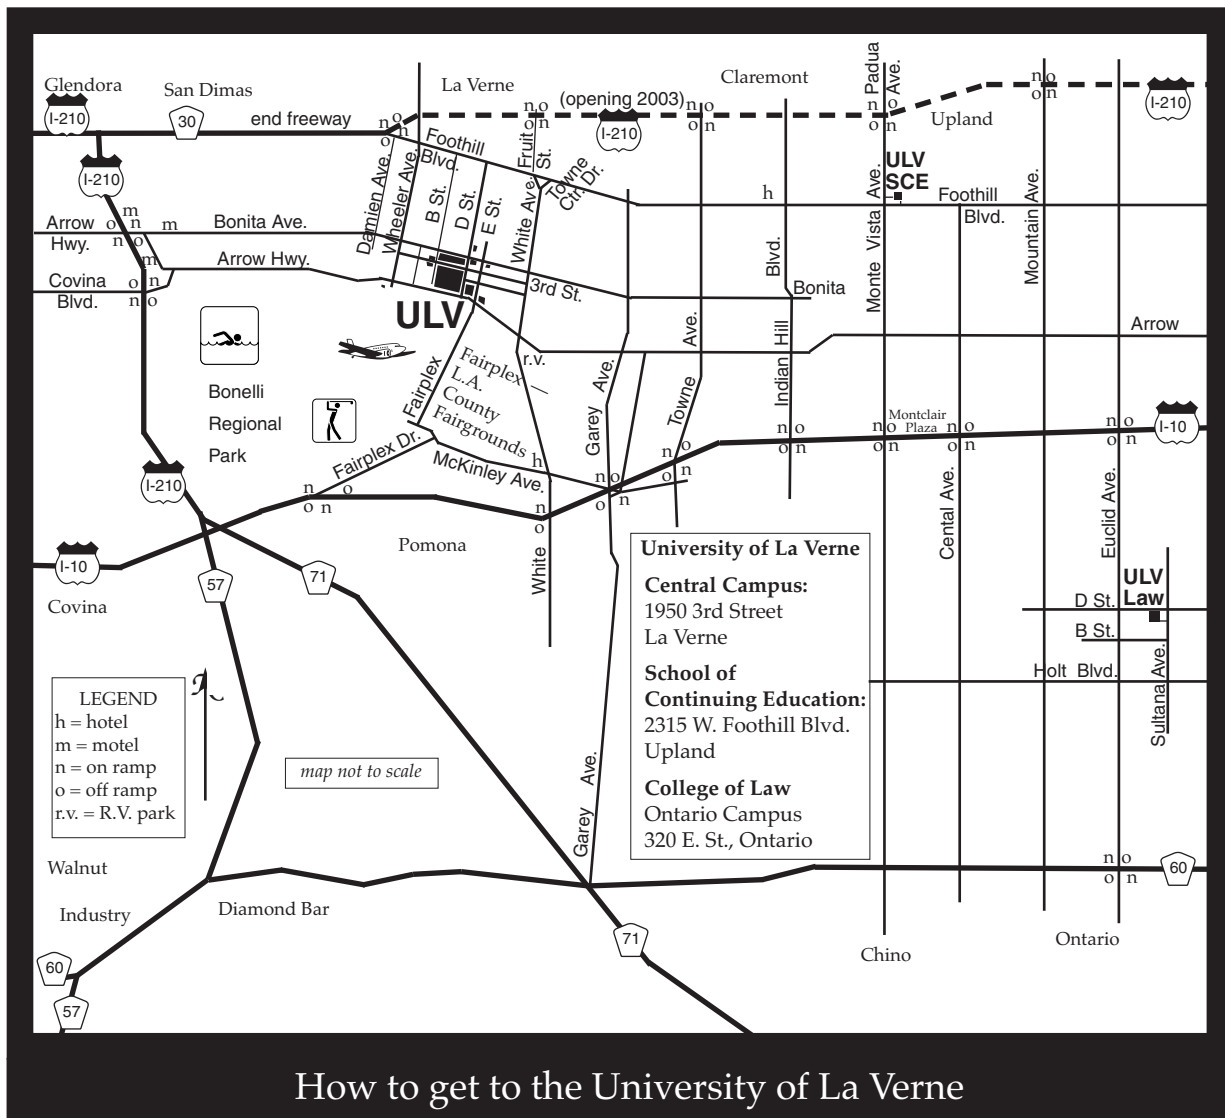 Glendora
I-210
San Dimas
30
end freeway
La Verne
(opening 2003)
I-210
Claremont
Padua
Ave.
Upland
I-210
n o
o n
n o
o n
n o
o n
n o
o n
n
h
o
I-210
Foothill
Blvd.
Fruit
St.
Towne
Ctr. Dr.
h
ULV
SCE
Foothill
Blvd.
Damien Ave.
Wheeler Ave.
B St.
D St.
E St.
White Ave.
Monte Vista Ave.
Mountain Ave.
Arrow
Hwy.
m
o n
n o
m
m
Bonita Ave.
Arrow Hwy.
Covina
Blvd.
o n
n o
3rd St.
Blvd.
Bonita
ULV
Arrow
r.v.
Ave.
Indian Hill
Bonelli
Regional
Park
Fairplex
Fairplex —
L.A.
County
Fairgrounds
h
Garey Ave.
Towne
Montclair
Plaza
n o
o n
n o
o n
n o
o n
n o
o n
I-10
Fairplex Dr.
McKinley Ave.
n o
o n
n o
o n
n
o
n o
o n
I-210
Pomona
White
Cental Ave.
Euclid Ave.
I-10
Covina
57
71
University of La Verne
Central Campus:
1950 3rd Street
La Verne
School of
Continuing Education:
2315 W. Foothill Blvd.
Upland
College of Law
Ontario Campus
320 E. St., Ontario
ULV
Law
D St.
B St.
Holt Blvd.
Sultana Ave.
LEGEND
h = hotel
m = motel
n = on ramp
o = off ramp
r.v. = R.V. park
map not to scale
Garey Ave.
Walnut
Industry
Diamond Bar
n o
o n
60
60
57
71
Chino
Ontario
How to get to the University of La Verne